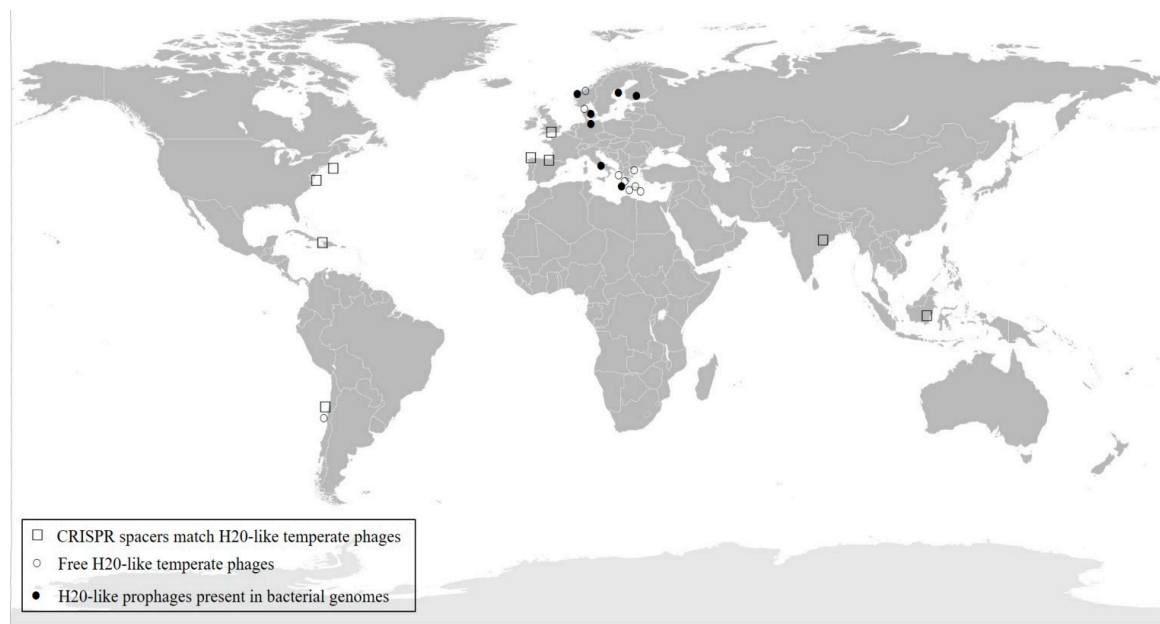 CRISPR spacers match H20-like temperate phages
Free H20-like temperate phages
H20-like prophages present in bacterial genomes